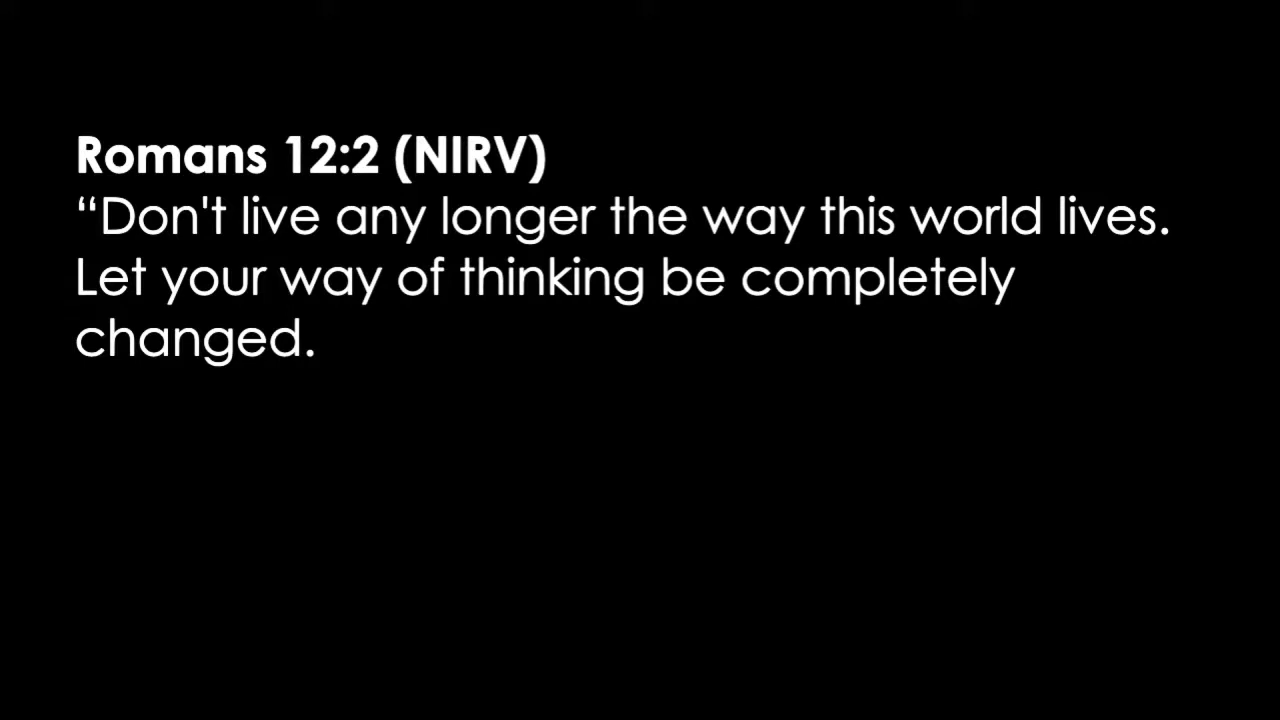 Romans 12:2 (NIRV)
“Don't live any longer the way this world lives.
Let your way of thinking be completely
changed.